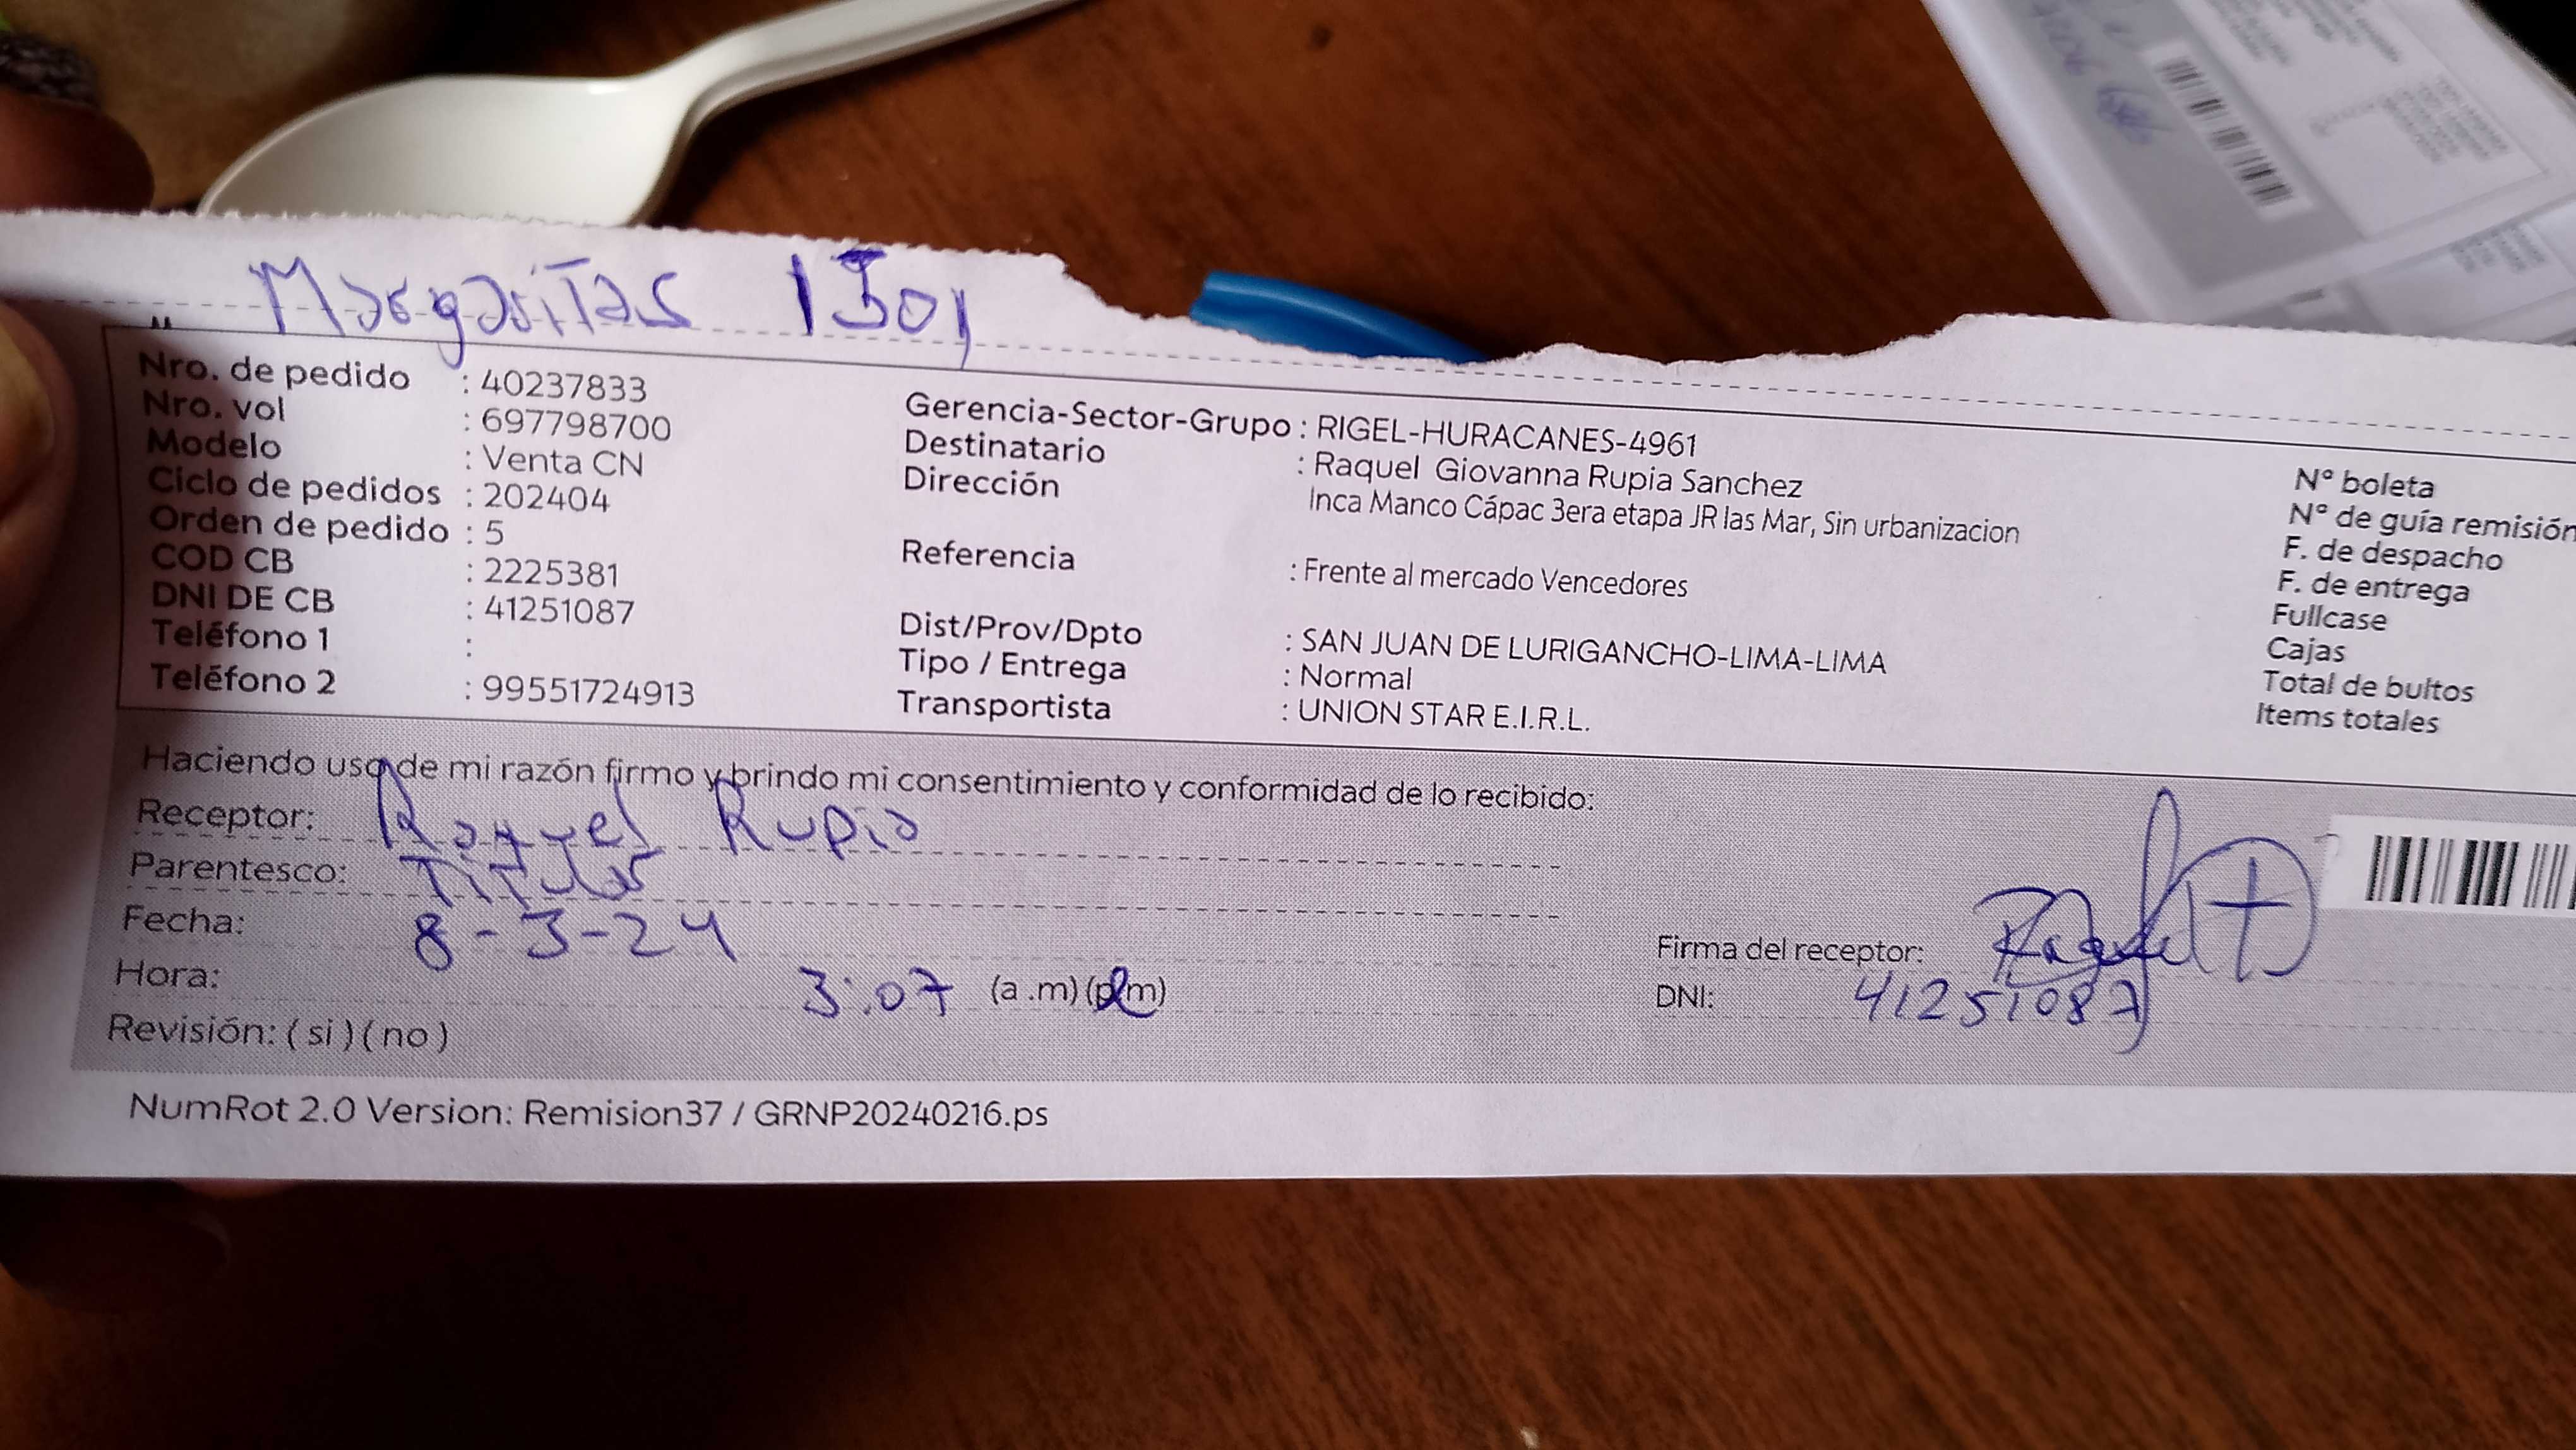 Margaritas 1301
Nro. de pedido : 40237833
Nro. vol : 697798700
Modelo : Venta CN
Ciclo de pedidos : 202404
Orden de pedido : 5
COD CB : 2225381
DNI DE CB : 41251087
Teléfono 1 :
Teléfono 2 : 99551724913
Gerencia-Sector-Grupo : RIGEL-HURACANES-4961
Destinatario : Raquel Giovanna Rupia Sanchez
Dirección Inca Manco Cápac 3era etapa JR las Mar, Sin urbanizacion
Referencia : Frente al mercado Vencedores
Dist/Prov/Dpto : SAN JUAN DE LURIGANCHO-LIMA-LIMA
Tipo / Entrega : Normal
Transportista : UNION STAR E.I.R.L.
N° boleta
N° de guía remisión
F. de despacho
F. de entrega
Fullcase
Cajas
Total de bultos
Items totales
Haciendo uso de mi razón firmo y brindo mi consentimiento y conformidad de lo recibido:
Receptor: Raquel Rupia
Parentesco: Titular
Fecha: 8-3-24
Hora: 3:07 (a .m) (p.m)
Revisión: ( si ) ( no )
Firma del receptor: Raquel
DNI: 41251087
NumRot 2.0 Version: Remision37 / GRNP20240216.ps